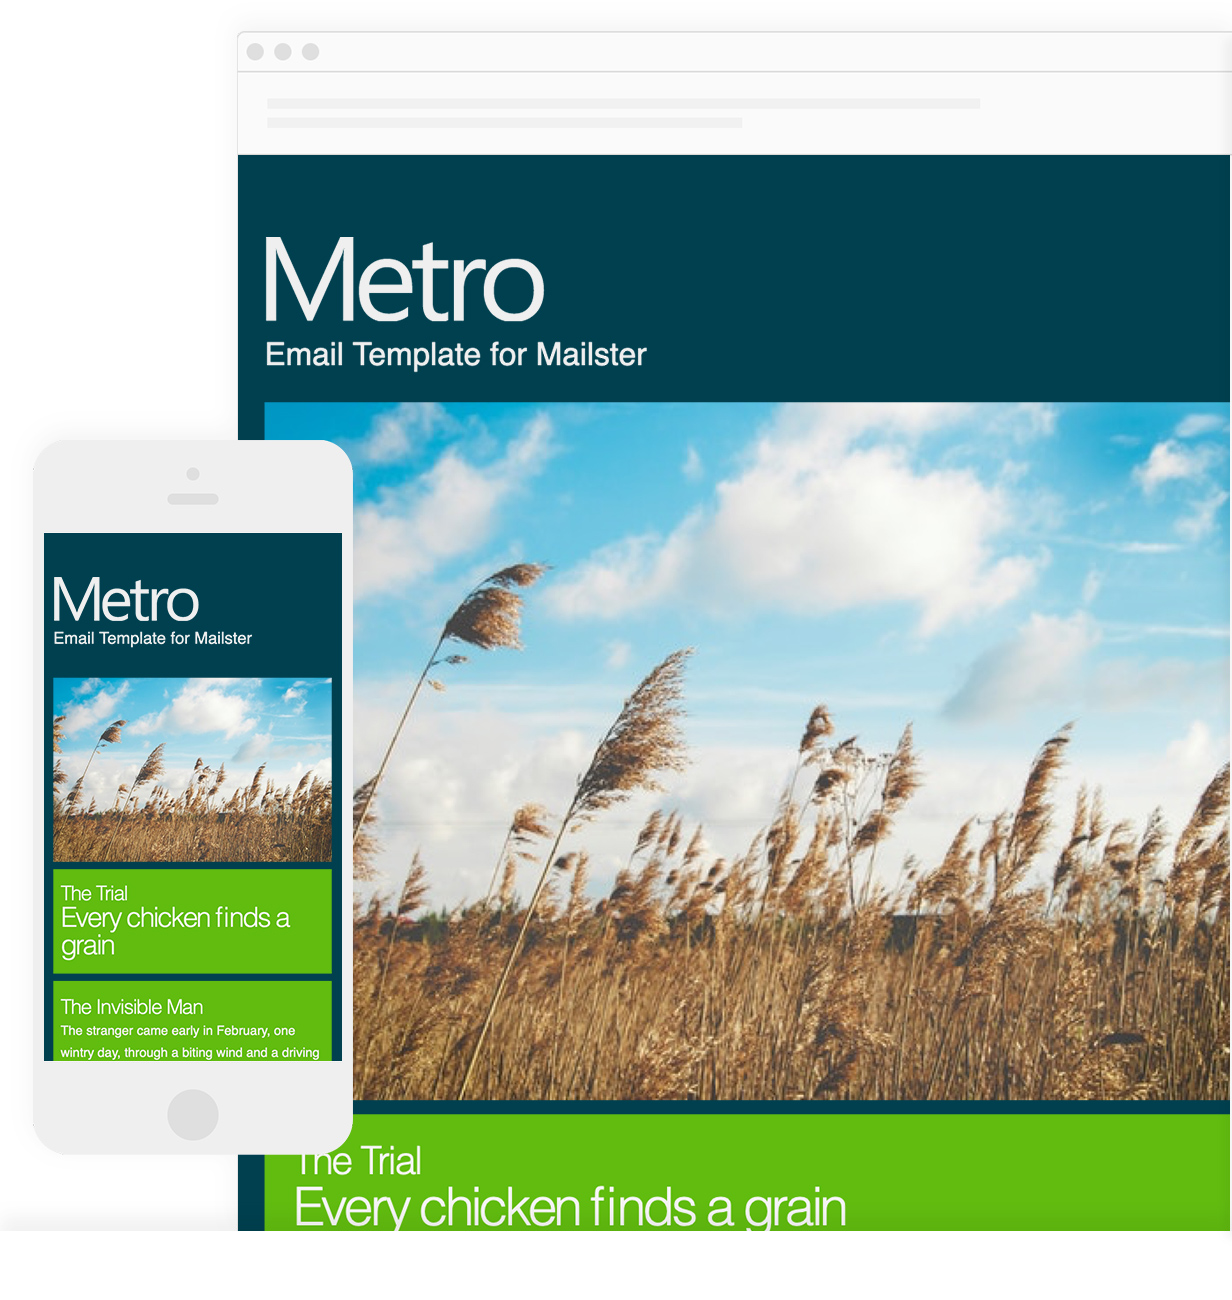 Metro
Email Template for Mailster
Metro
Email Template for Mailster
The Trial
Every chicken finds a
grain
The Invisible Man
The stranger came early in February, one
wintry day, through a biting wind and a driving
The Trial
Every chicken finds a grain